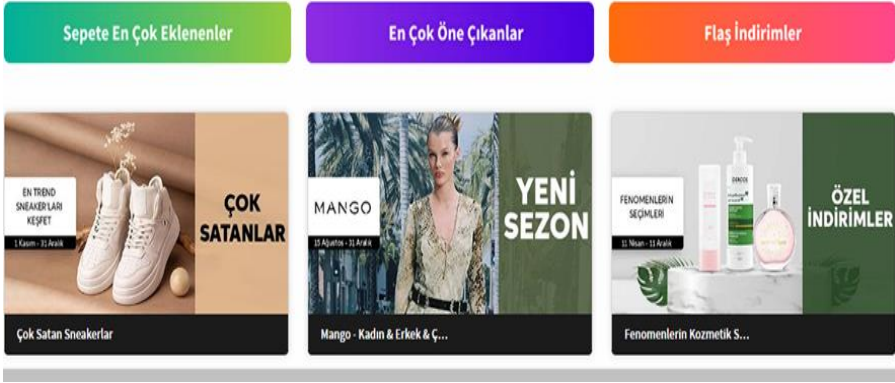 Sepete En Çok Eklenenler
En Çok Öne Çıkanlar
Flaş İndirimler
EN TREND
SNEAKER'LARI
KEŞFET
1 Kasım - 31 Aralık
ÇOK
SATANLAR
Çok Satan Sneakerlar
MANGO
15 Ağustos - 31 Aralık
YENİ
SEZON
Mango - Kadın & Erkek & Ç...
FENOMENLERİN
SEÇİMLERİ
11 Nisan - 11 Aralık
ÖZEL
İNDİRİMLER
Fenomenlerin Kozmetik S...